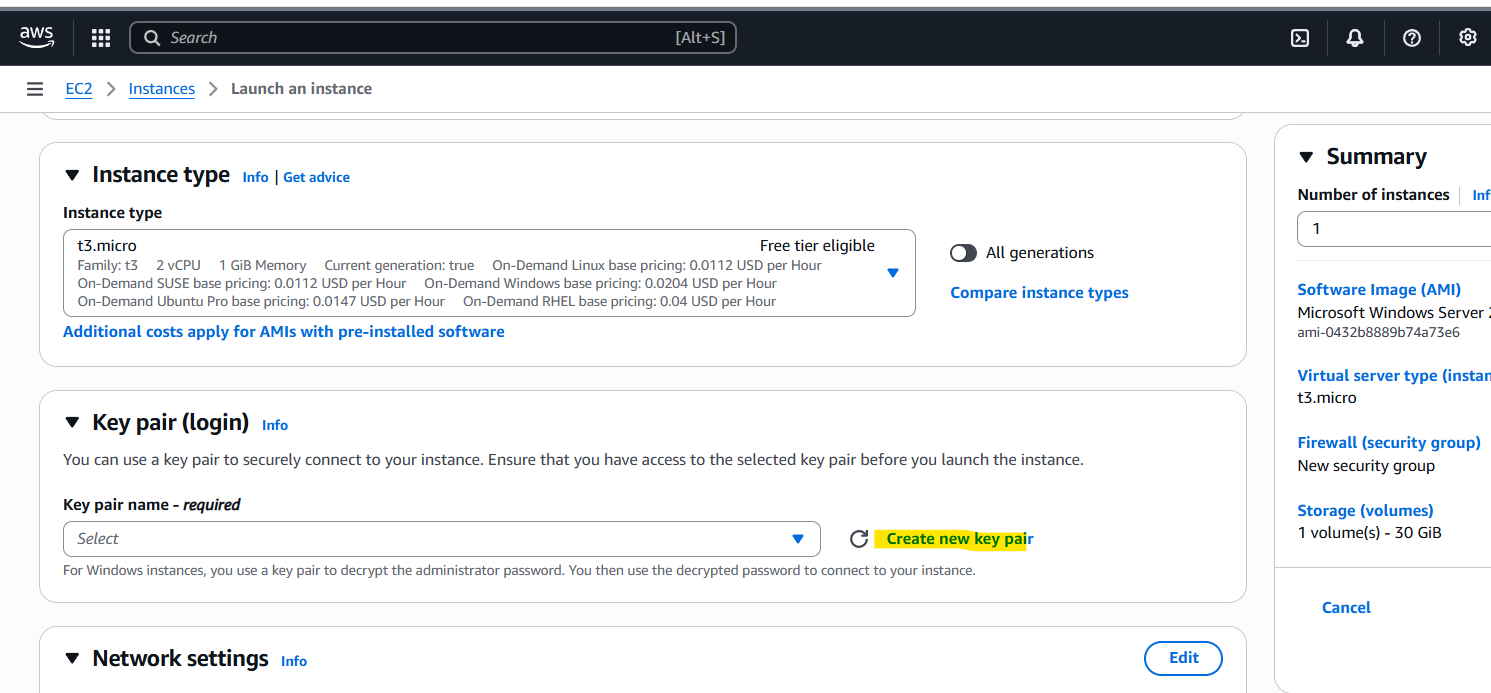 aws
Search [Alt+S]
EC2 > Instances > Launch an instance
Instance type Info | Get advice
Instance type
t3.micro Free tier eligible
Family: t3 2 vCPU 1 GiB Memory Current generation: true On-Demand Linux base pricing: 0.0112 USD per Hour
On-Demand SUSE base pricing: 0.0112 USD per Hour On-Demand Windows base pricing: 0.0204 USD per Hour
On-Demand Ubuntu Pro base pricing: 0.0147 USD per Hour On-Demand RHEL base pricing: 0.04 USD per Hour
All generations
Compare instance types
Additional costs apply for AMIs with pre-installed software
Key pair (login) Info
You can use a key pair to securely connect to your instance. Ensure that you have access to the selected key pair before you launch the instance.
Key pair name - required
Select
Create new key pair
For Windows instances, you use a key pair to decrypt the administrator password. You then use the decrypted password to connect to your instance.
Network settings Info
Edit
Summary
Number of instances Inf
1
Software Image (AMI)
Microsoft Windows Server 2
ami-0432b8889b74a73e6
Virtual server type (instan
t3.micro
Firewall (security group)
New security group
Storage (volumes)
1 volume(s) - 30 GiB
Cancel